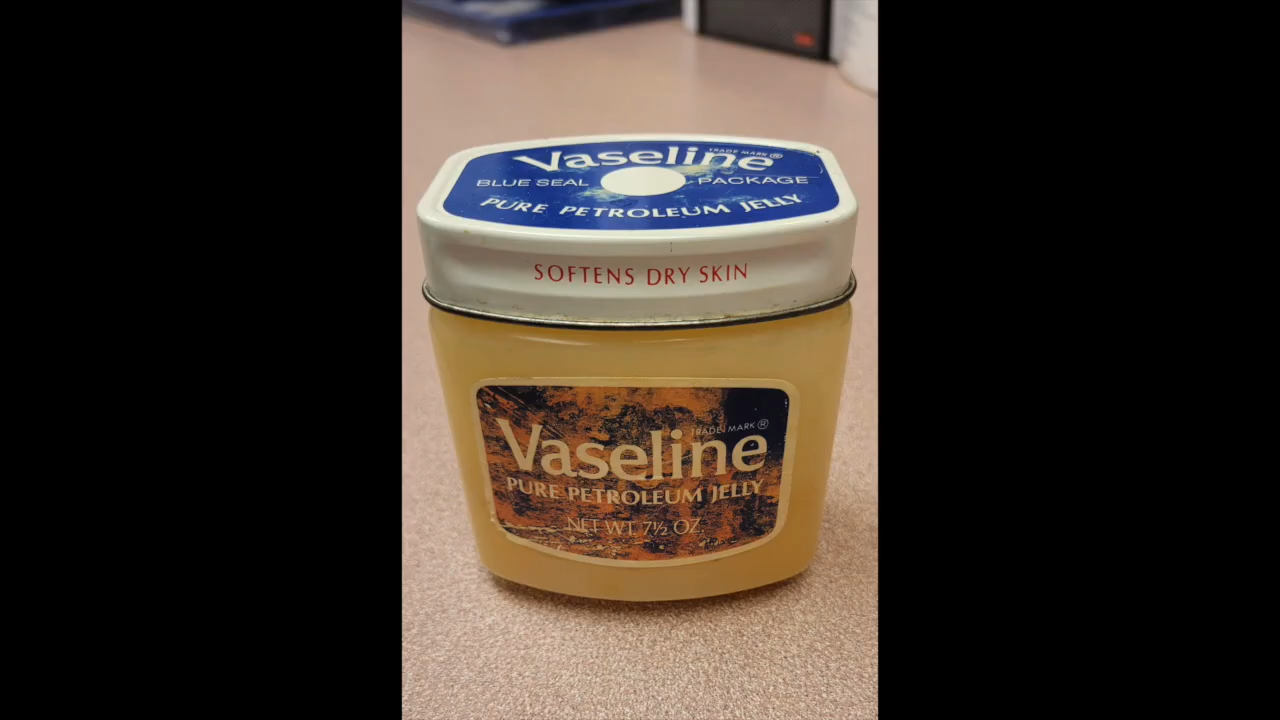 Vaseline TRADE MARK ®
BLUE SEAL PACKAGE
PURE PETROLEUM JELLY
SOFTENS DRY SKIN
Vaseline TRADE MARK ®
PURE PETROLEUM JELLY
NET WT. 7½ OZ.